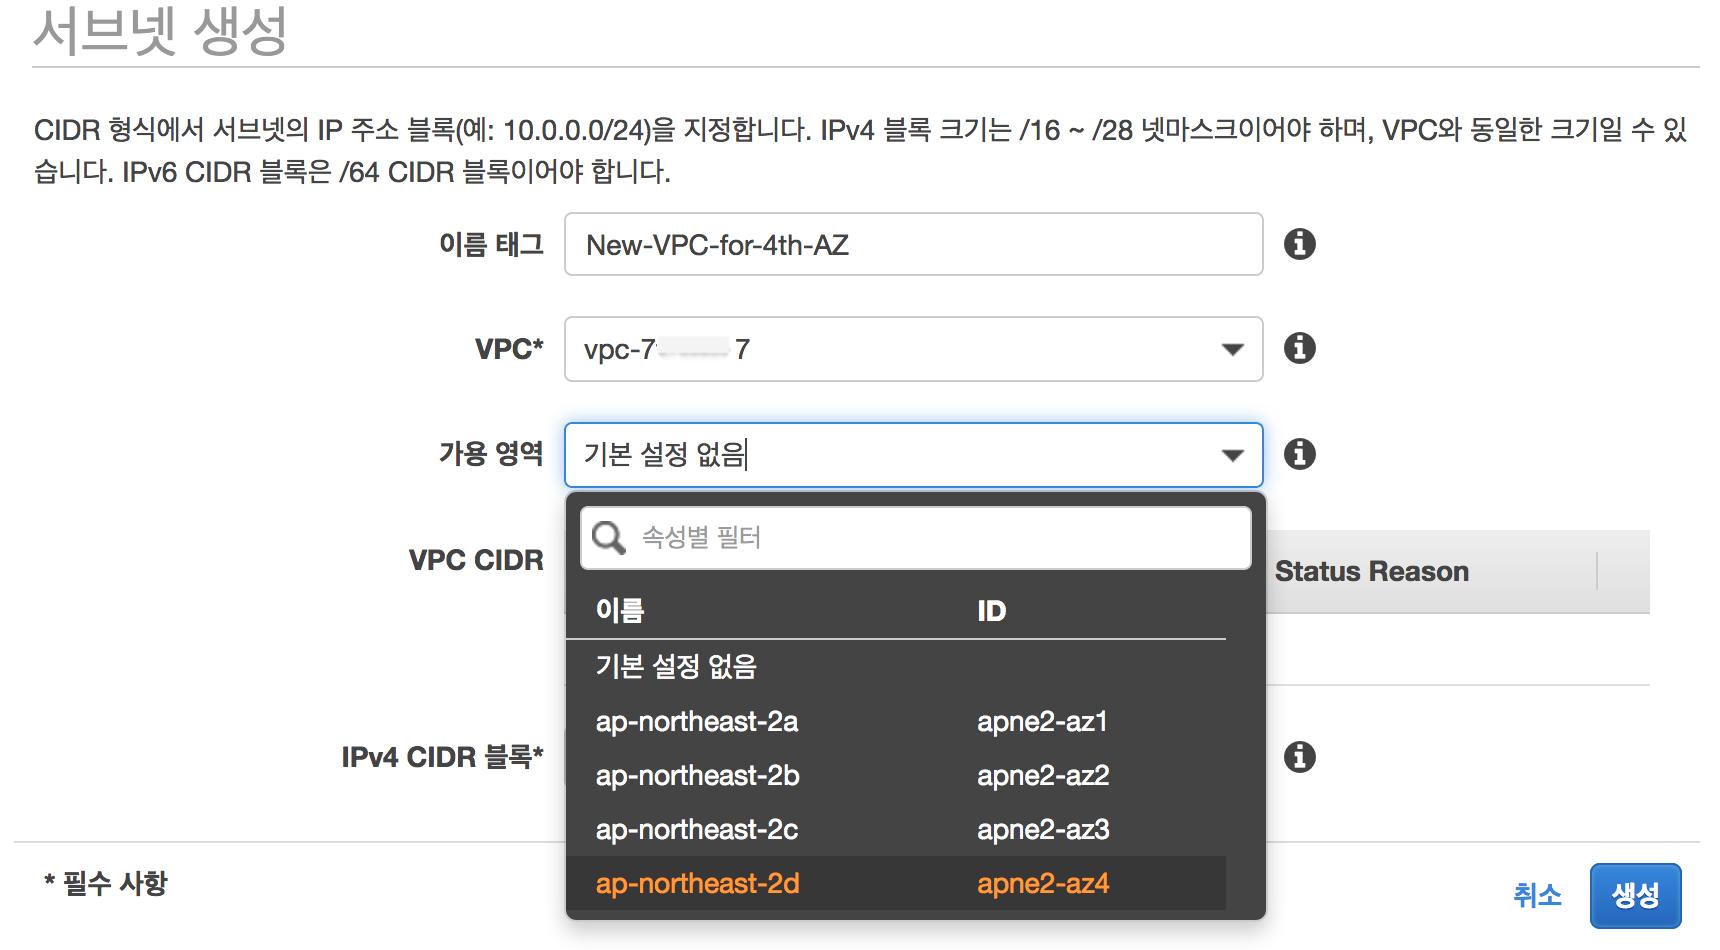 서브넷 생성
CIDR 형식에서 서브넷의 IP 주소 블록(예: 10.0.0.0/24)을 지정합니다. IPv4 블록 크기는 /16 ~ /28 넷마스크이어야 하며, VPC와 동일한 크기일 수 있
습니다. IPv6 CIDR 블록은 /64 CIDR 블록이어야 합니다.
이름 태그 New-VPC-for-4th-AZ
VPC* vpc-7 7
가용 영역 기본 설정 없음
속성별 필터
VPC CIDR Status Reason
이름 ID
기본 설정 없음
ap-northeast-2a apne2-az1
IPv4 CIDR 블록*
ap-northeast-2b apne2-az2
ap-northeast-2c apne2-az3
ap-northeast-2d apne2-az4
* 필수 사항
취소 생성